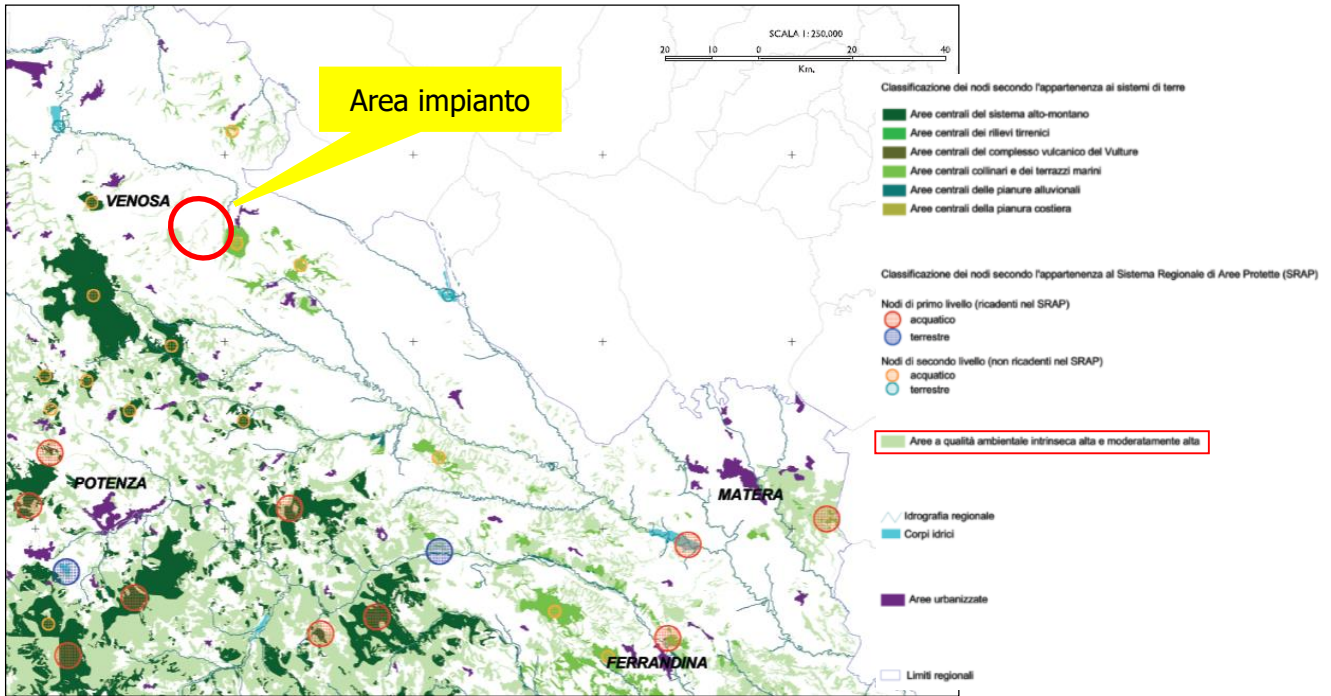 SCALA 1: 250.000
20 10 0 20 40
Km.
Area impianto
VENOSA
POTENZA
MATERA
FERRANDINA
Classificazione dei nodi secondo l'appartenenza ai sistemi di terre
Aree centrali del sistema alto-montano
Aree centrali dei rilievi tirrenici
Aree centrali del complesso vulcanico del Vulture
Aree centrali collinari e dei terrazzi marini
Aree centrali delle pianure alluvionali
Aree centrali della pianura costiera
Classificazione dei nodi secondo l'appartenenza al Sistema Regionale di Aree Protette (SRAP)
Nodi di primo livello (ricadenti nel SRAP)
acquatico
terrestre
Nodi di secondo livello (non ricadenti nel SRAP)
acquatico
terrestre
Aree a qualità ambientale intrinseca alta e moderatamente alta
Idrografia regionale
Corpi idrici
Aree urbanizzate
Limiti regionali